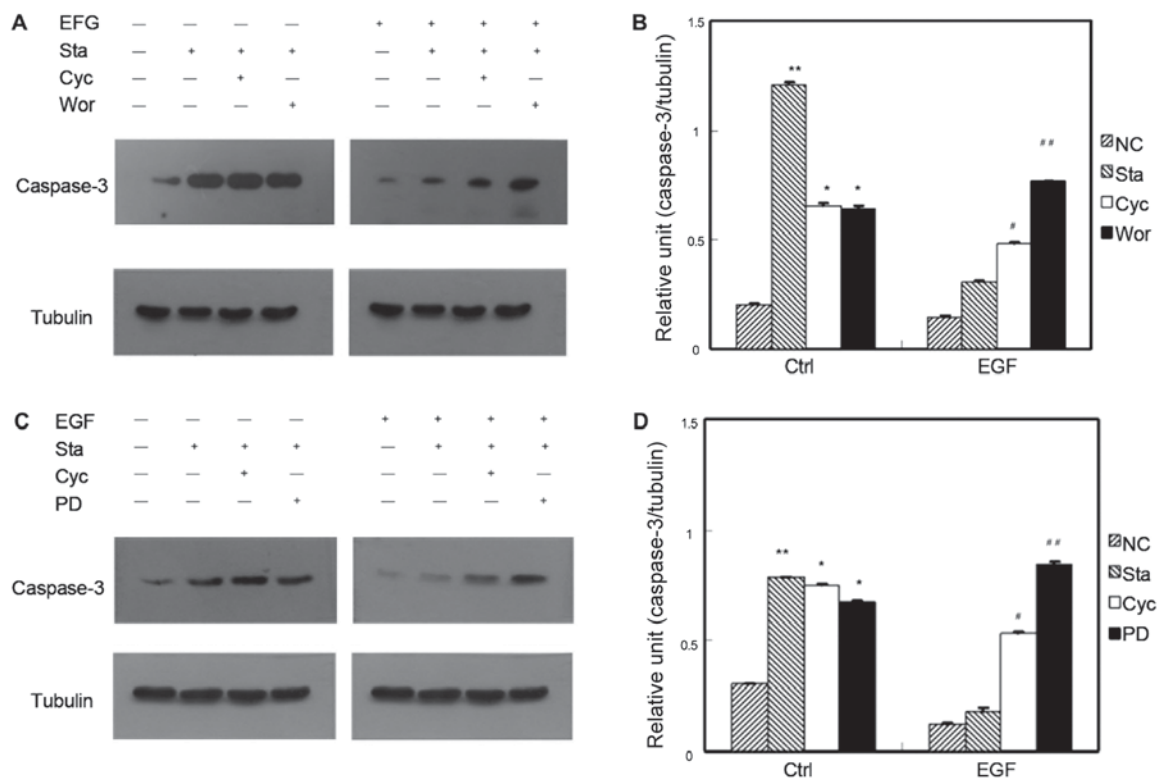 A
EFG — — — — + + + +
Sta — + + + — + + +
Cyc — — + — — — + —
Wor — — — + — — — +
Caspase-3
Tubulin
B
Relative unit (caspase-3/tubulin)
1.5
1
0.5
0
**
*
*
#
# #
Ctrl
EGF
NC
Sta
Cyc
Wor
C
EGF — — — — + + + +
Sta — + + + — + + +
Cyc — — + — — — + —
PD — — — + — — — +
Caspase-3
Tubulin
D
Relative unit (caspase-3/tubulin)
1.5
1
0.5
0
**
*
*
#
# #
Ctrl
EGF
NC
Sta
Cyc
PD